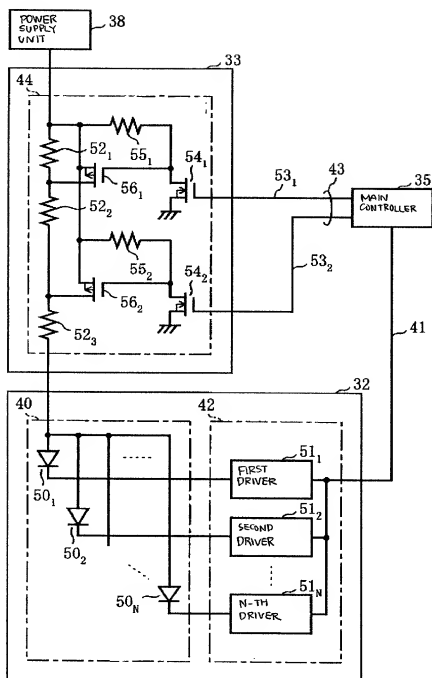 POWER
SUPPLY
UNIT
38
33
44
52₁
55₁
54₁
56₁
53₁
43
35
MAIN
CONTROLLER
52₂
55₂
54₂
56₂
53₂
52₃
41
32
40
42
50₁
FIRST
DRIVER
51₁
50₂
SECOND
DRIVER
51₂
50N
N-TH
DRIVER
51N